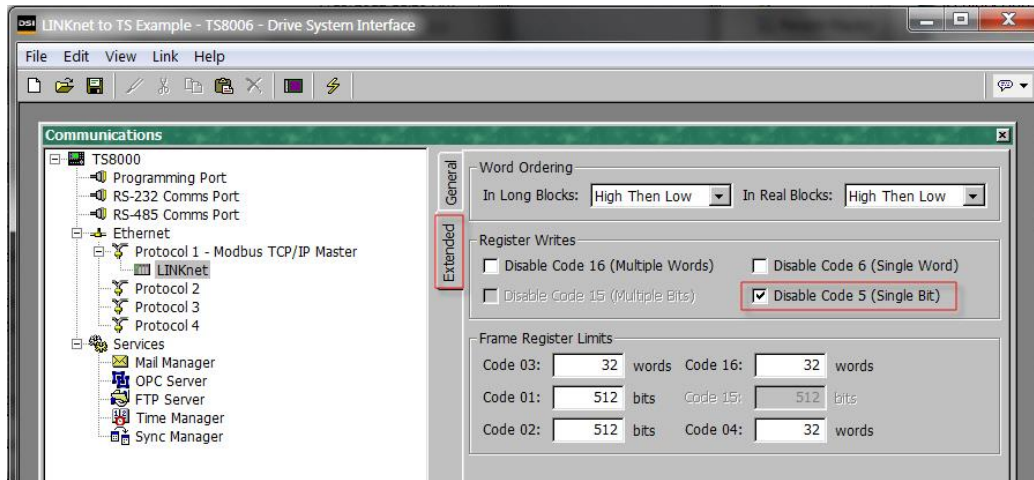 DSI LINKnet to TS Example - TS8006 - Drive System Interface
File Edit View Link Help
Communications
TS8000
Programming Port
RS-232 Comms Port
RS-485 Comms Port
Ethernet
Protocol 1 - Modbus TCP/IP Master
LINKnet
Protocol 2
Protocol 3
Protocol 4
Services
Mail Manager
OPC Server
FTP Server
Time Manager
Sync Manager
General
Extended
Word Ordering
In Long Blocks: High Then Low In Real Blocks: High Then Low
Register Writes
Disable Code 16 (Multiple Words) Disable Code 6 (Single Word)
Disable Code 15 (Multiple Bits) Disable Code 5 (Single Bit)
Frame Register Limits
Code 03: 32 words Code 16: 32 words
Code 01: 512 bits Code 15: 512 bits
Code 02: 512 bits Code 04: 32 words